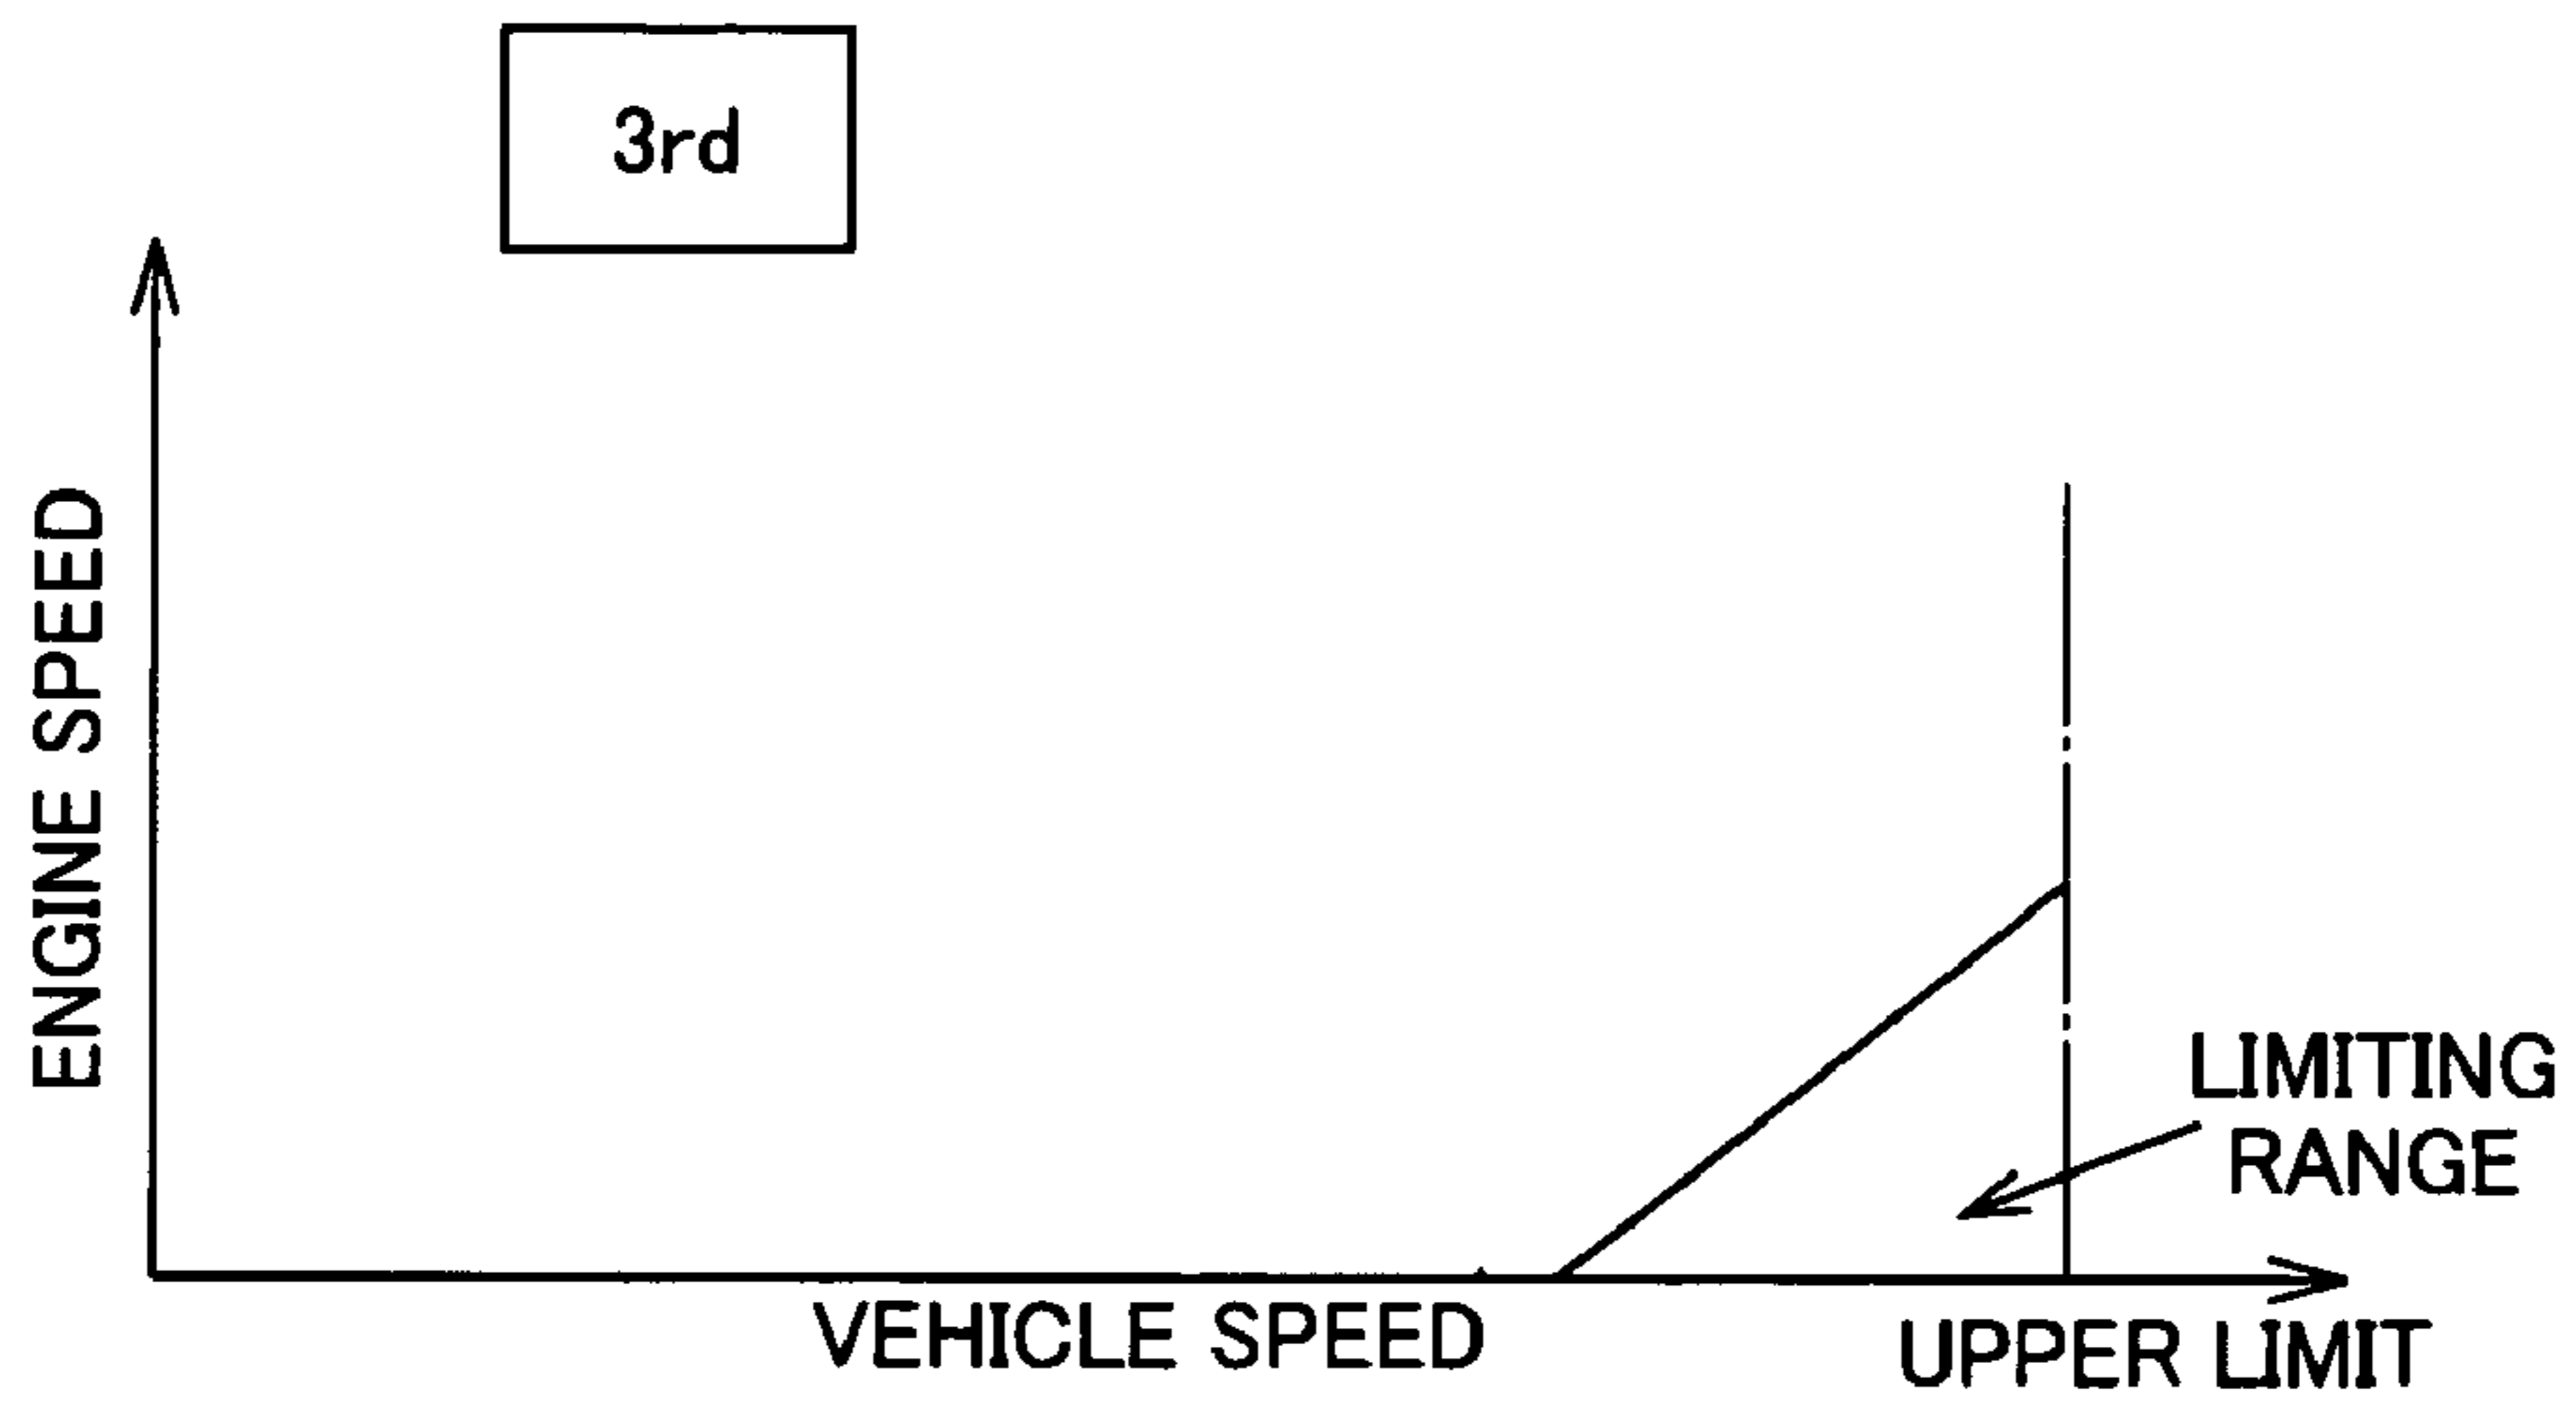 3rd
ENGINE SPEED
LIMITING
RANGE
VEHICLE SPEED
UPPER LIMIT